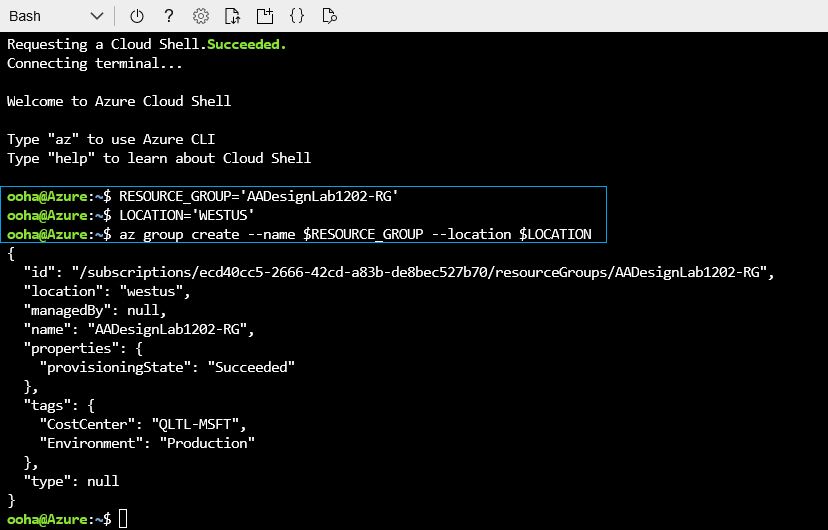 Bash
Requesting a Cloud Shell.Succeeded.
Connecting terminal...
Welcome to Azure Cloud Shell
Type "az" to use Azure CLI
Type "help" to learn about Cloud Shell
ooha@Azure:~$ RESOURCE_GROUP='AADesignLab1202-RG'
ooha@Azure:~$ LOCATION='WESTUS'
ooha@Azure:~$ az group create --name $RESOURCE_GROUP --location $LOCATION
{
  "id": "/subscriptions/ecd40cc5-2666-42cd-a83b-de8bec527b70/resourceGroups/AADesignLab1202-RG",
  "location": "westus",
  "managedBy": null,
  "name": "AADesignLab1202-RG",
  "properties": {
    "provisioningState": "Succeeded"
  },
  "tags": {
    "CostCenter": "QLTL-MSFT",
    "Environment": "Production"
  },
  "type": null
}
ooha@Azure:~$